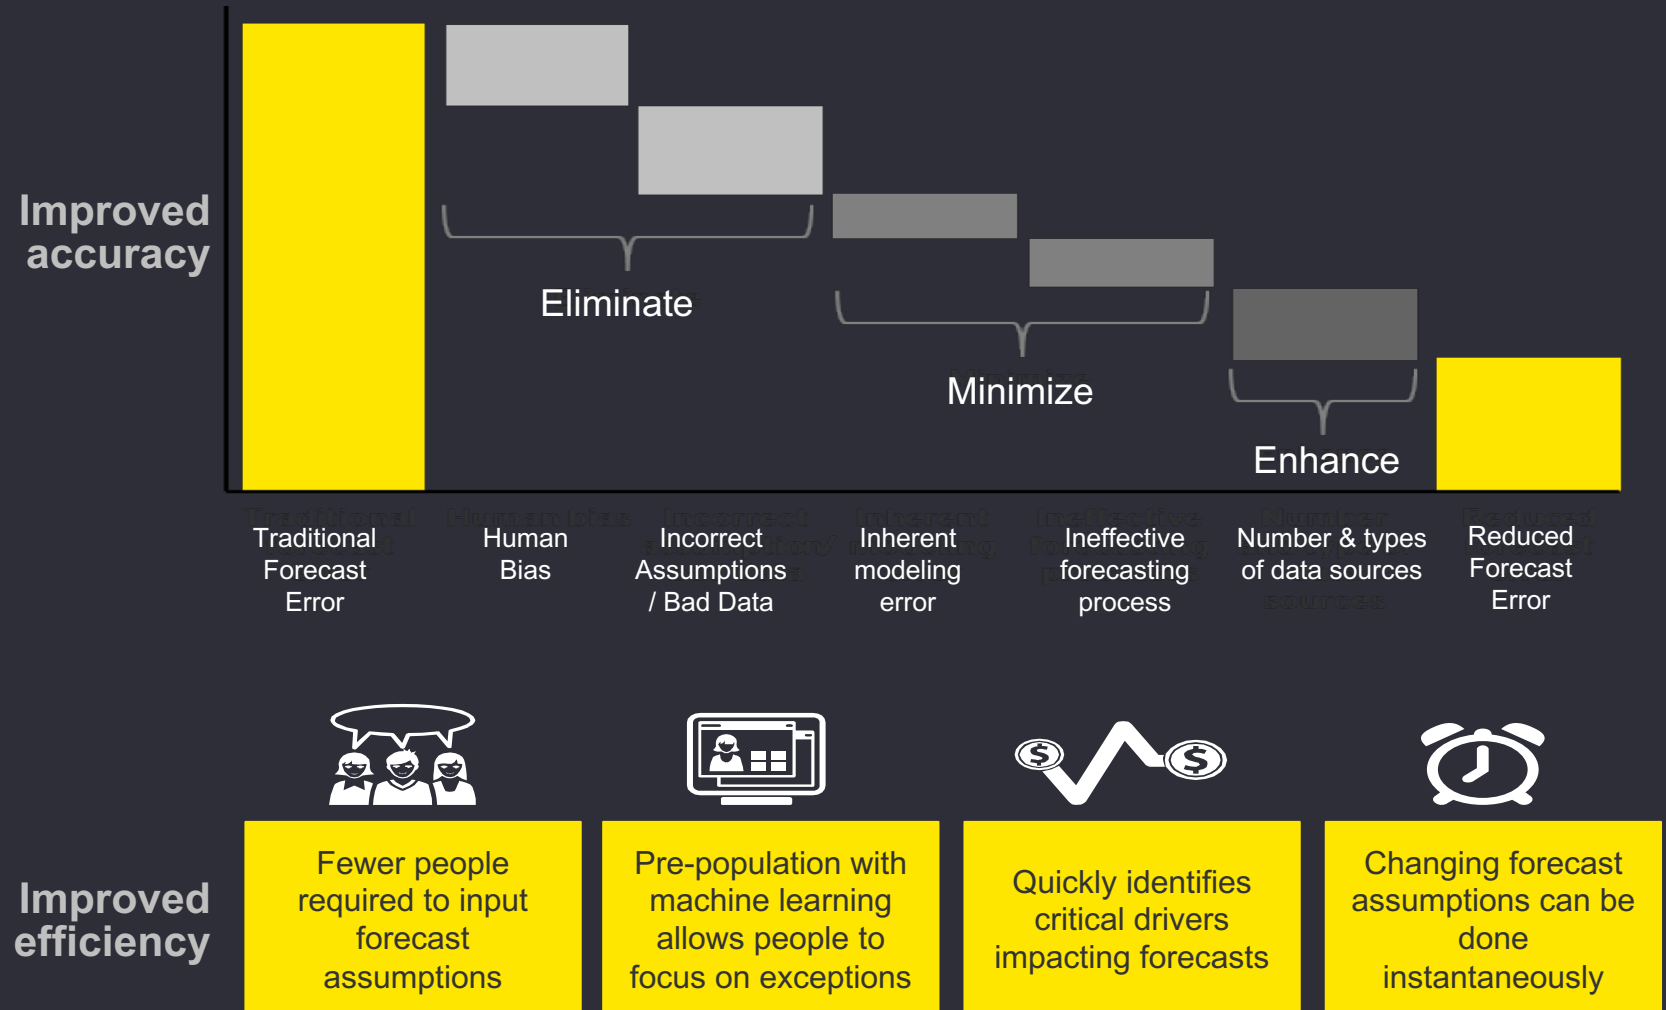 Improved
accuracy
Eliminate
Minimize
Enhance
Traditional
Forecast
Error
Human
Bias
Incorrect
Assumptions
/ Bad Data
Inherent
modeling
error
Ineffective
forecasting
process
Number & types
of data sources
Reduced
Forecast
Error
$
$
Improved
efficiency
Fewer people
required to input
forecast
assumptions
Pre-population with
machine learning
allows people to
focus on exceptions
Quickly identifies
critical drivers
impacting forecasts
Changing forecast
assumptions can be
done
instantaneously